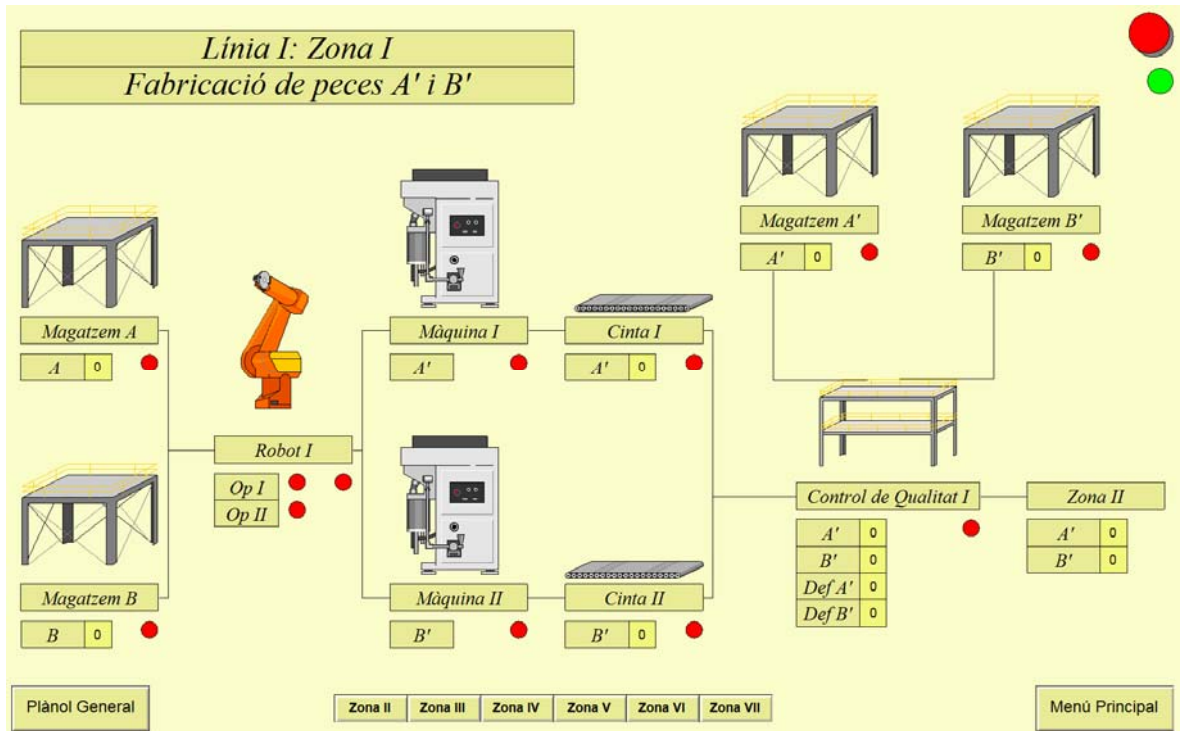 Línia I: Zona I
Fabricació de peces A' i B'
Magatzem A'
A' 0
Magatzem B'
B' 0
Magatzem A
A 0
Robot I
Op I
Op II
Magatzem B
B 0
Màquina I
A'
Cinta I
A' 0
Màquina II
B'
Cinta II
B' 0
Control de Qualitat I
A' 0
B' 0
Def A' 0
Def B' 0
Zona II
A' 0
B' 0
Plànol General
Zona II Zona III Zona IV Zona V Zona VI Zona VII
Menú Principal